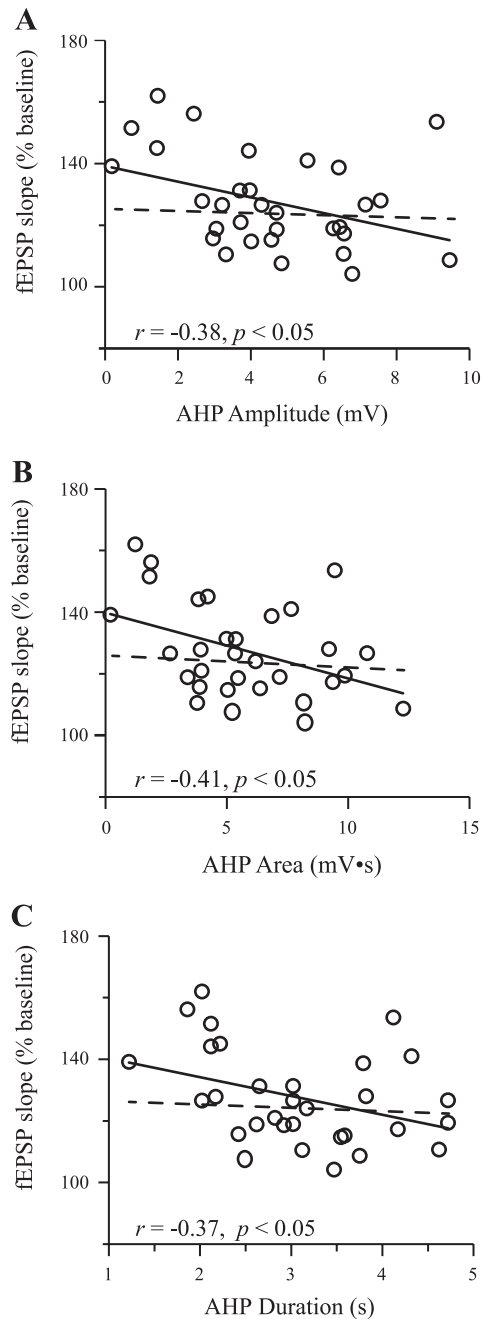 A
180
140
100
fEPSP slope (% baseline)
r = -0.38, p < 0.05
0 2 4 6 8 10
AHP Amplitude (mV)
B
180
140
100
fEPSP slope (% baseline)
r = -0.41, p < 0.05
0 5 10 15
AHP Area (mV•s)
C
180
140
100
fEPSP slope (% baseline)
r = -0.37, p < 0.05
1 2 3 4 5
AHP Duration (s)